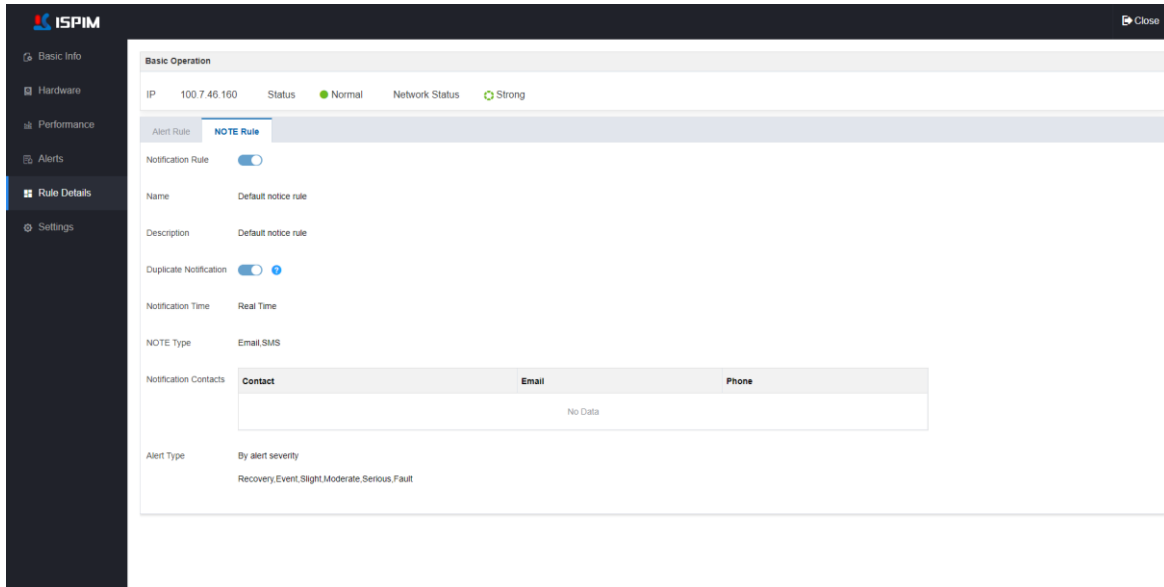 ISPIM
Close
Basic Info
Hardware
Performance
Alerts
Rule Details
Settings
Basic Operation
IP 100.7.46.160 Status Normal Network Status Strong
Alert Rule NOTE Rule
Notification Rule
Name Default notice rule
Description Default notice rule
Duplicate Notification ?
Notification Time Real Time
NOTE Type Email,SMS
Notification Contacts Contact Email Phone
No Data
Alert Type By alert severity
Recovery,Event,Slight,Moderate,Serious,Fault